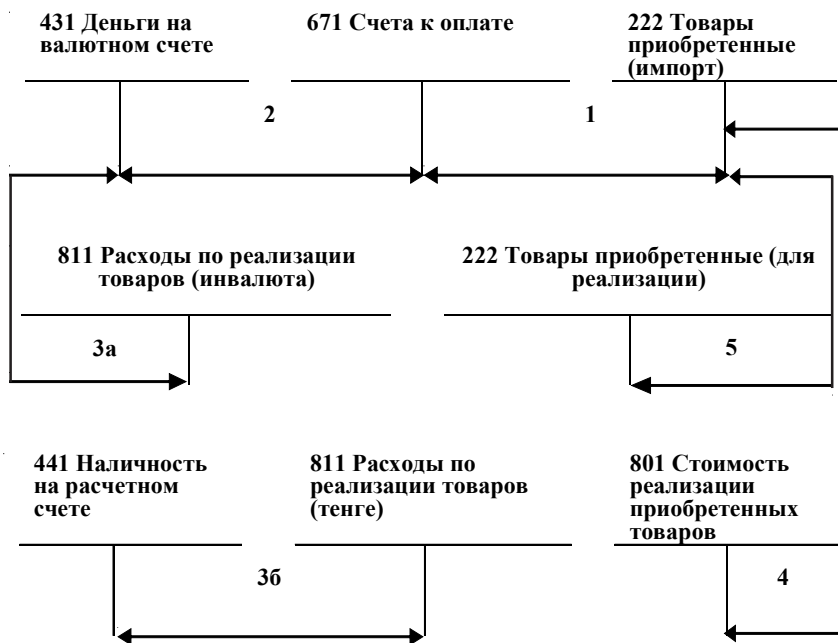 431 Деньги на
валютном счете
671 Счета к оплате
222 Товары
приобретенные
(импорт)
2
1
811 Расходы по реализации
товаров (инвалюта)
222 Товары приобретенные (для
реализации)
3а
5
441 Наличность
на расчетном
счете
811 Расходы по
реализации товаров
(тенге)
801 Стоимость
реализации
приобретенных
товаров
3б
4